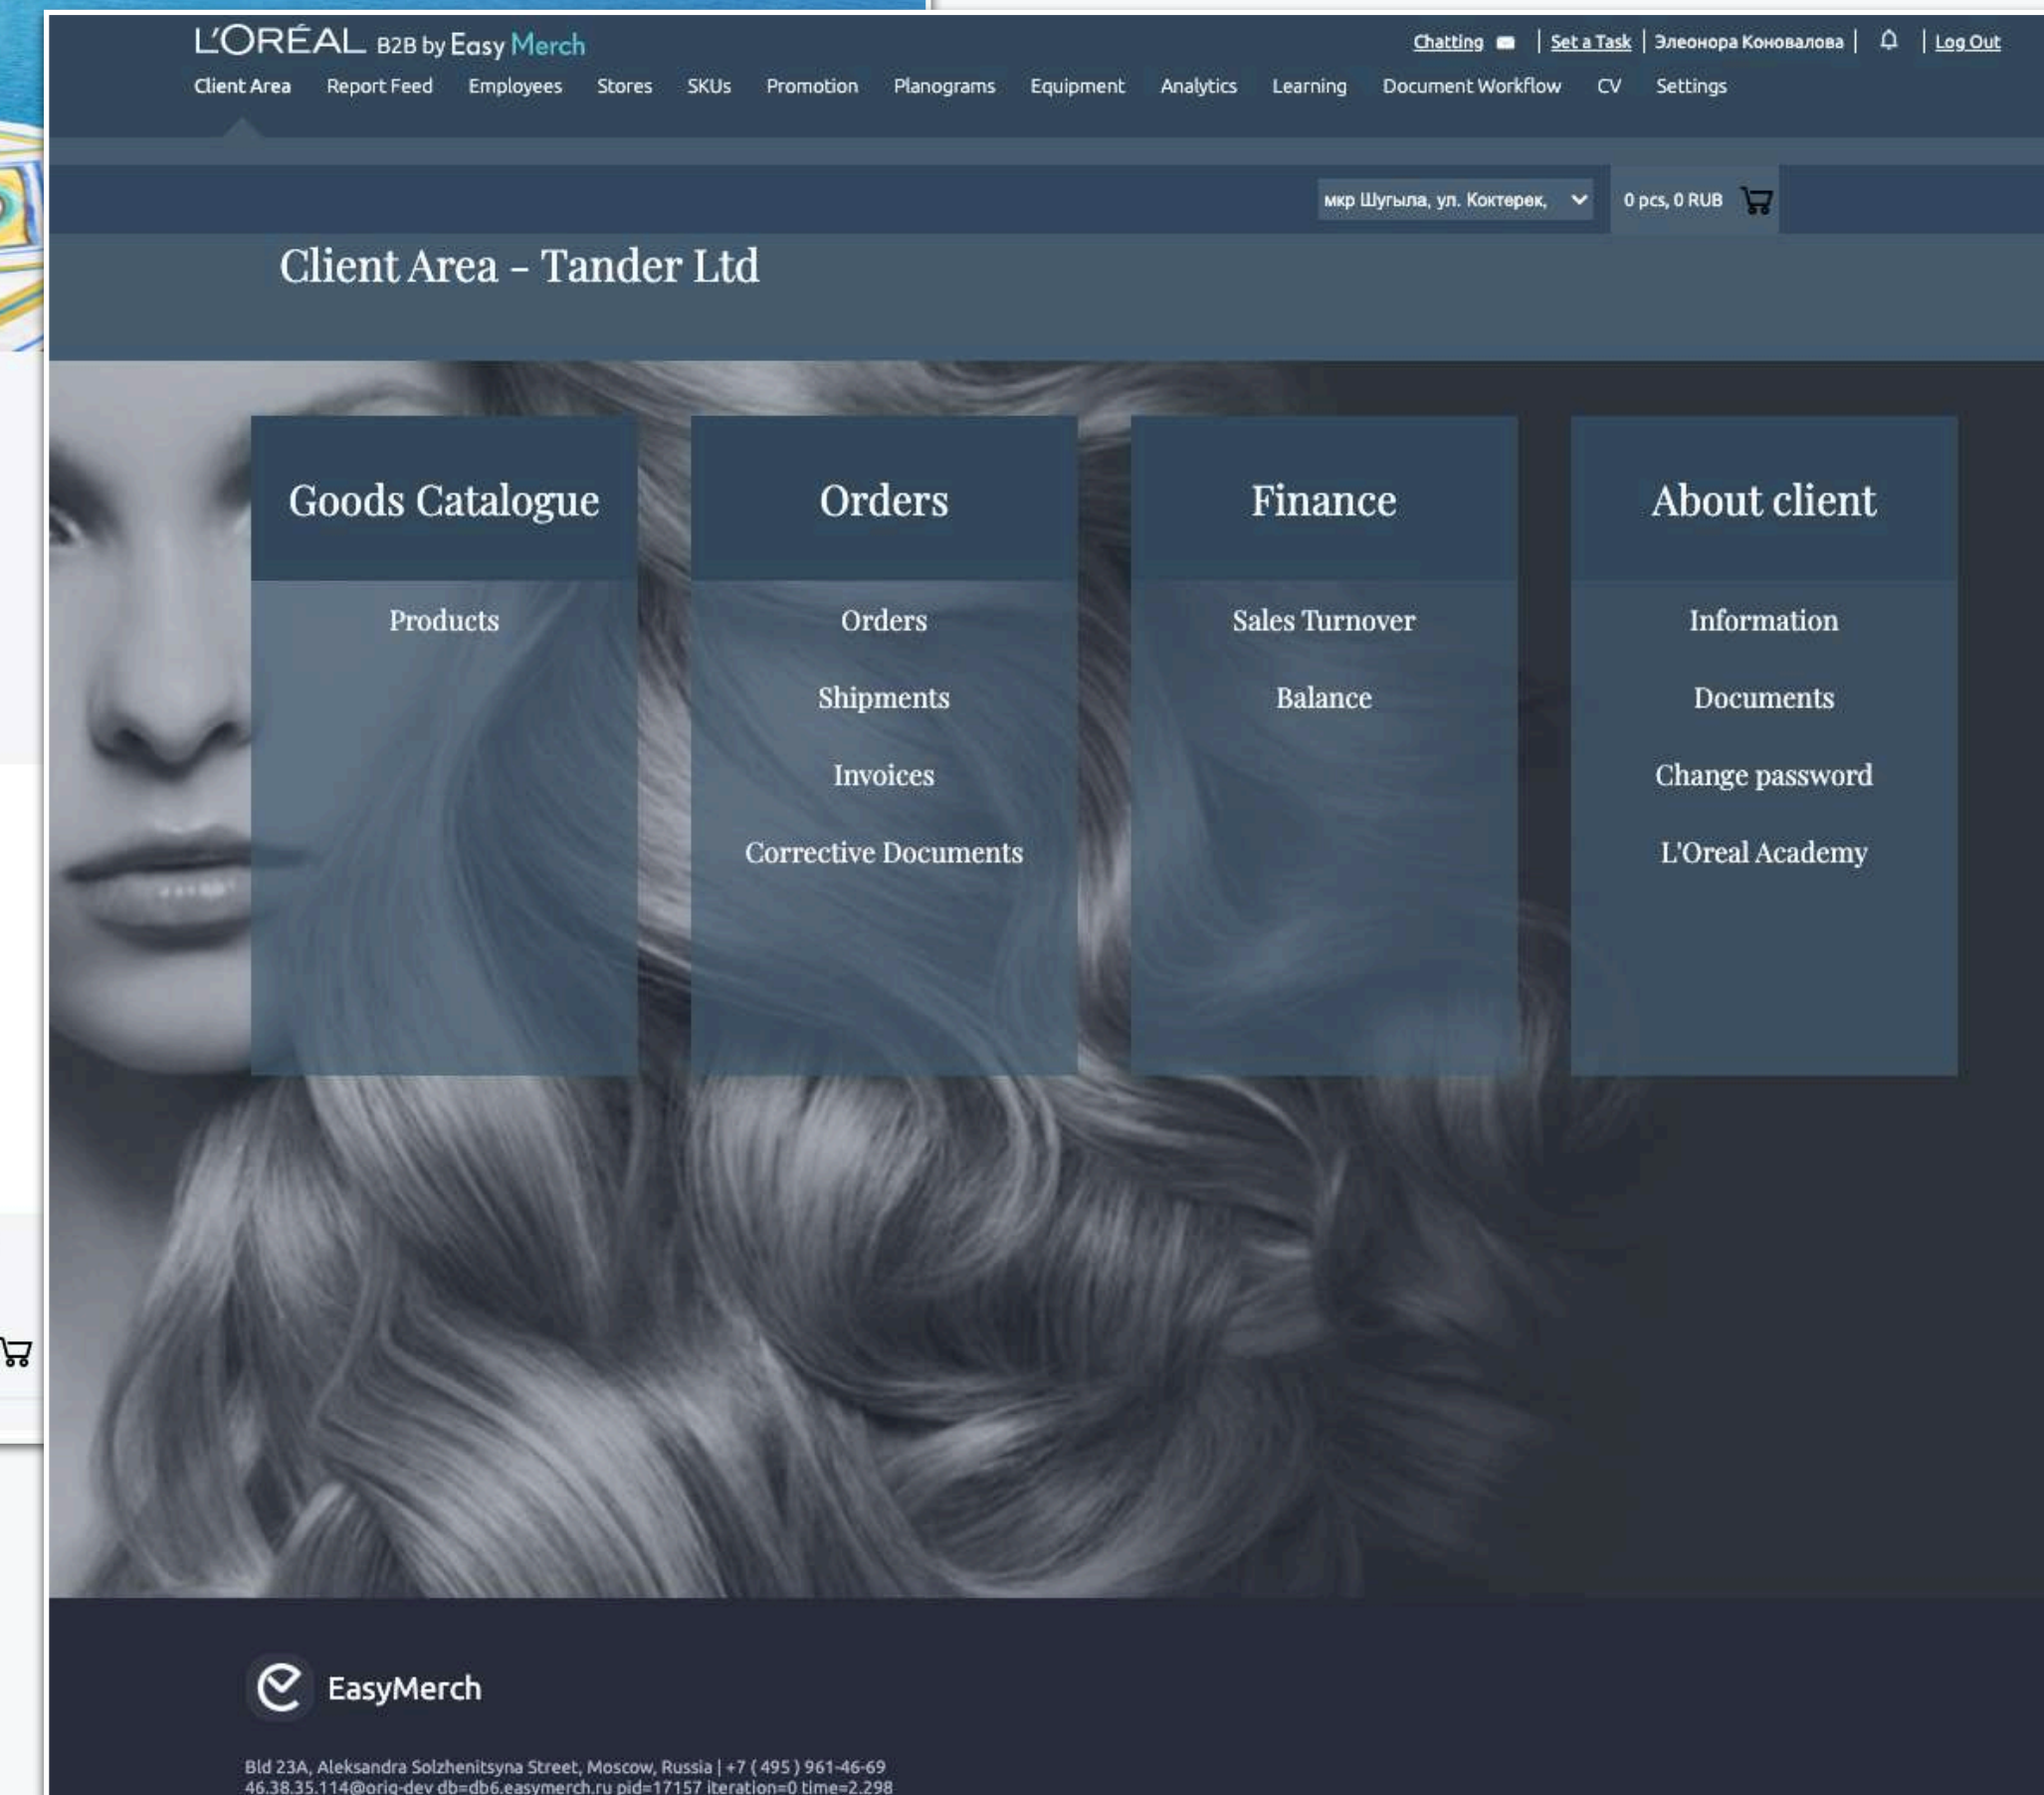 L'ORÉAL B2B by Easy Merch
Chatting | Set a Task | Элеонора Коновалова | | Log Out
Client Area Report Feed Employees Stores SKUs Promotion Planograms Equipment Analytics Learning Document Workflow CV Settings
мкр Шугыла, ул. Коктерек, 0 pcs, 0 RUB
Client Area – Tander Ltd
Goods Catalogue
Products
Orders
Orders
Shipments
Invoices
Corrective Documents
Finance
Sales Turnover
Balance
About client
Information
Documents
Change password
L'Oreal Academy
EasyMerch
Bld 23A, Aleksandra Solzhenitsyna Street, Moscow, Russia | +7 ( 495 ) 961-46-69
46.38.35.114@orig-dev db=db6.easymerch.ru pid=17157 iteration=0 time=2.298